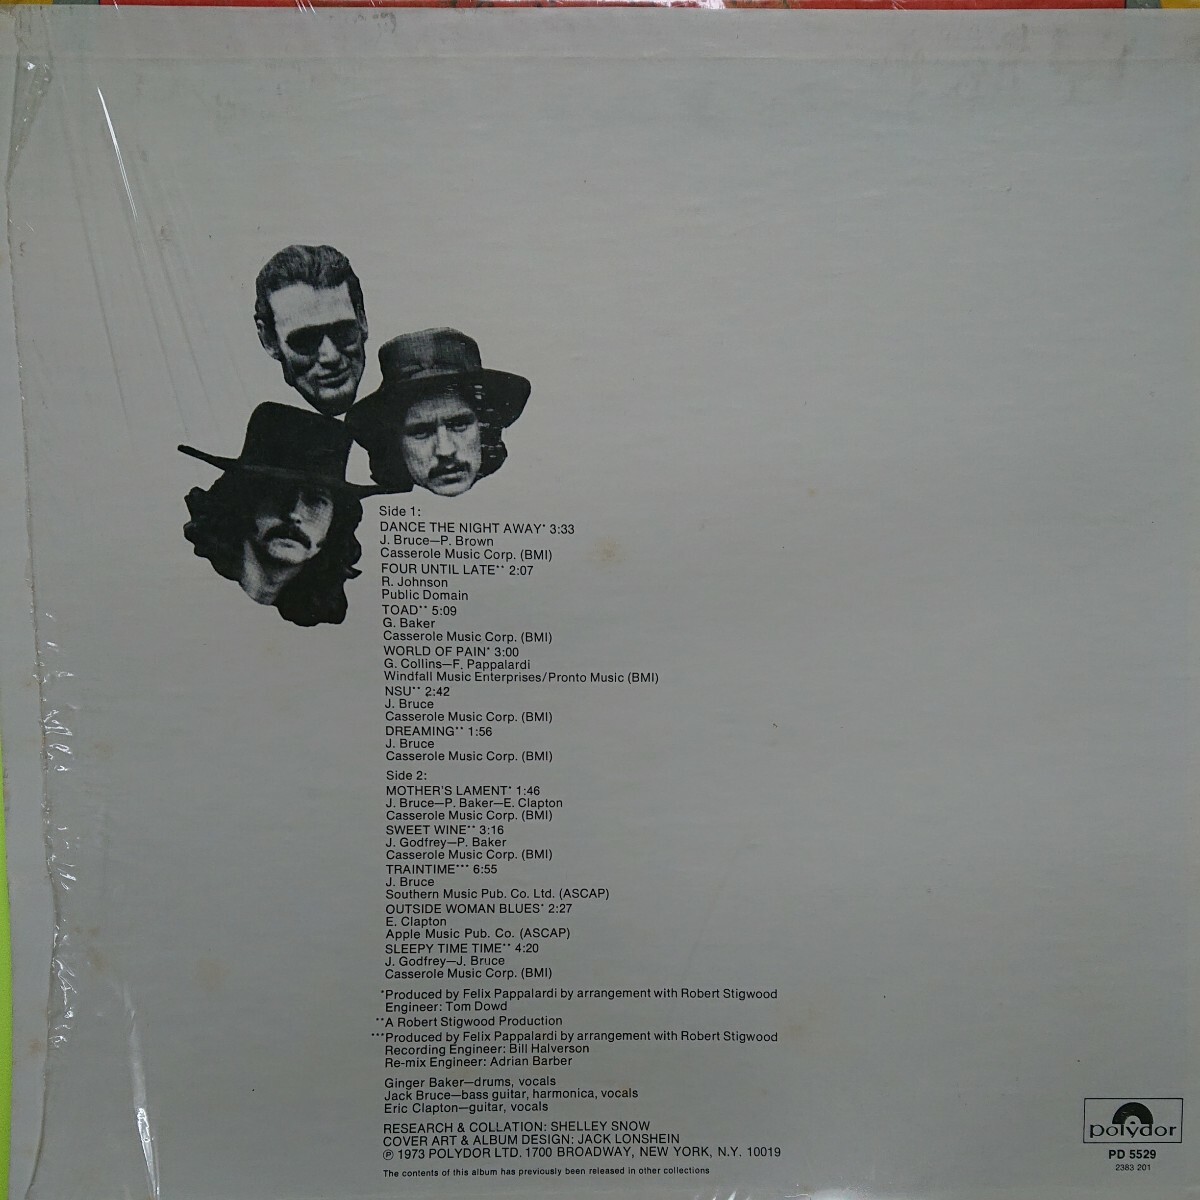 Side 1:
DANCE THE NIGHT AWAY* 3:33
J. Bruce—P. Brown
Casserole Music Corp. (BMI)
FOUR UNTIL LATE** 2:07
R. Johnson
Public Domain
TOAD** 5:09
G. Baker
Casserole Music Corp. (BMI)
WORLD OF PAIN* 3:00
G. Collins—F. Pappalardi
Windfall Music Enterprises/Pronto Music (BMI)
NSU** 2:42
J. Bruce
Casserole Music Corp. (BMI)
DREAMING** 1:56
J. Bruce
Casserole Music Corp. (BMI)
Side 2:
MOTHER'S LAMENT* 1:46
J. Bruce—P. Baker—E. Clapton
Casserole Music Corp. (BMI)
SWEET WINE** 3:16
J. Godfrey—P. Baker
Casserole Music Corp. (BMI)
TRAINTIME*** 6:55
J. Bruce
Southern Music Pub. Co. Ltd. (ASCAP)
OUTSIDE WOMAN BLUES* 2:27
E. Clapton
Apple Music Pub. Co. (ASCAP)
SLEEPY TIME TIME** 4:20
J. Godfrey—J. Bruce
Casserole Music Corp. (BMI)
*Produced by Felix Pappalardi by arrangement with Robert Stigwood
Engineer: Tom Dowd
**A Robert Stigwood Production
***Produced by Felix Pappalardi by arrangement with Robert Stigwood
Recording Engineer: Bill Halverson
Re-mix Engineer: Adrian Barber
Ginger Baker—drums, vocals
Jack Bruce—bass guitar, harmonica, vocals
Eric Clapton—guitar, vocals
RESEARCH & COLLATION: SHELLEY SNOW
COVER ART & ALBUM DESIGN: JACK LONSHEIN
℗ 1973 POLYDOR LTD. 1700 BROADWAY, NEW YORK, N.Y. 10019
The contents of this album has previously been released in other collections
polydor
PD 5529
2383 201